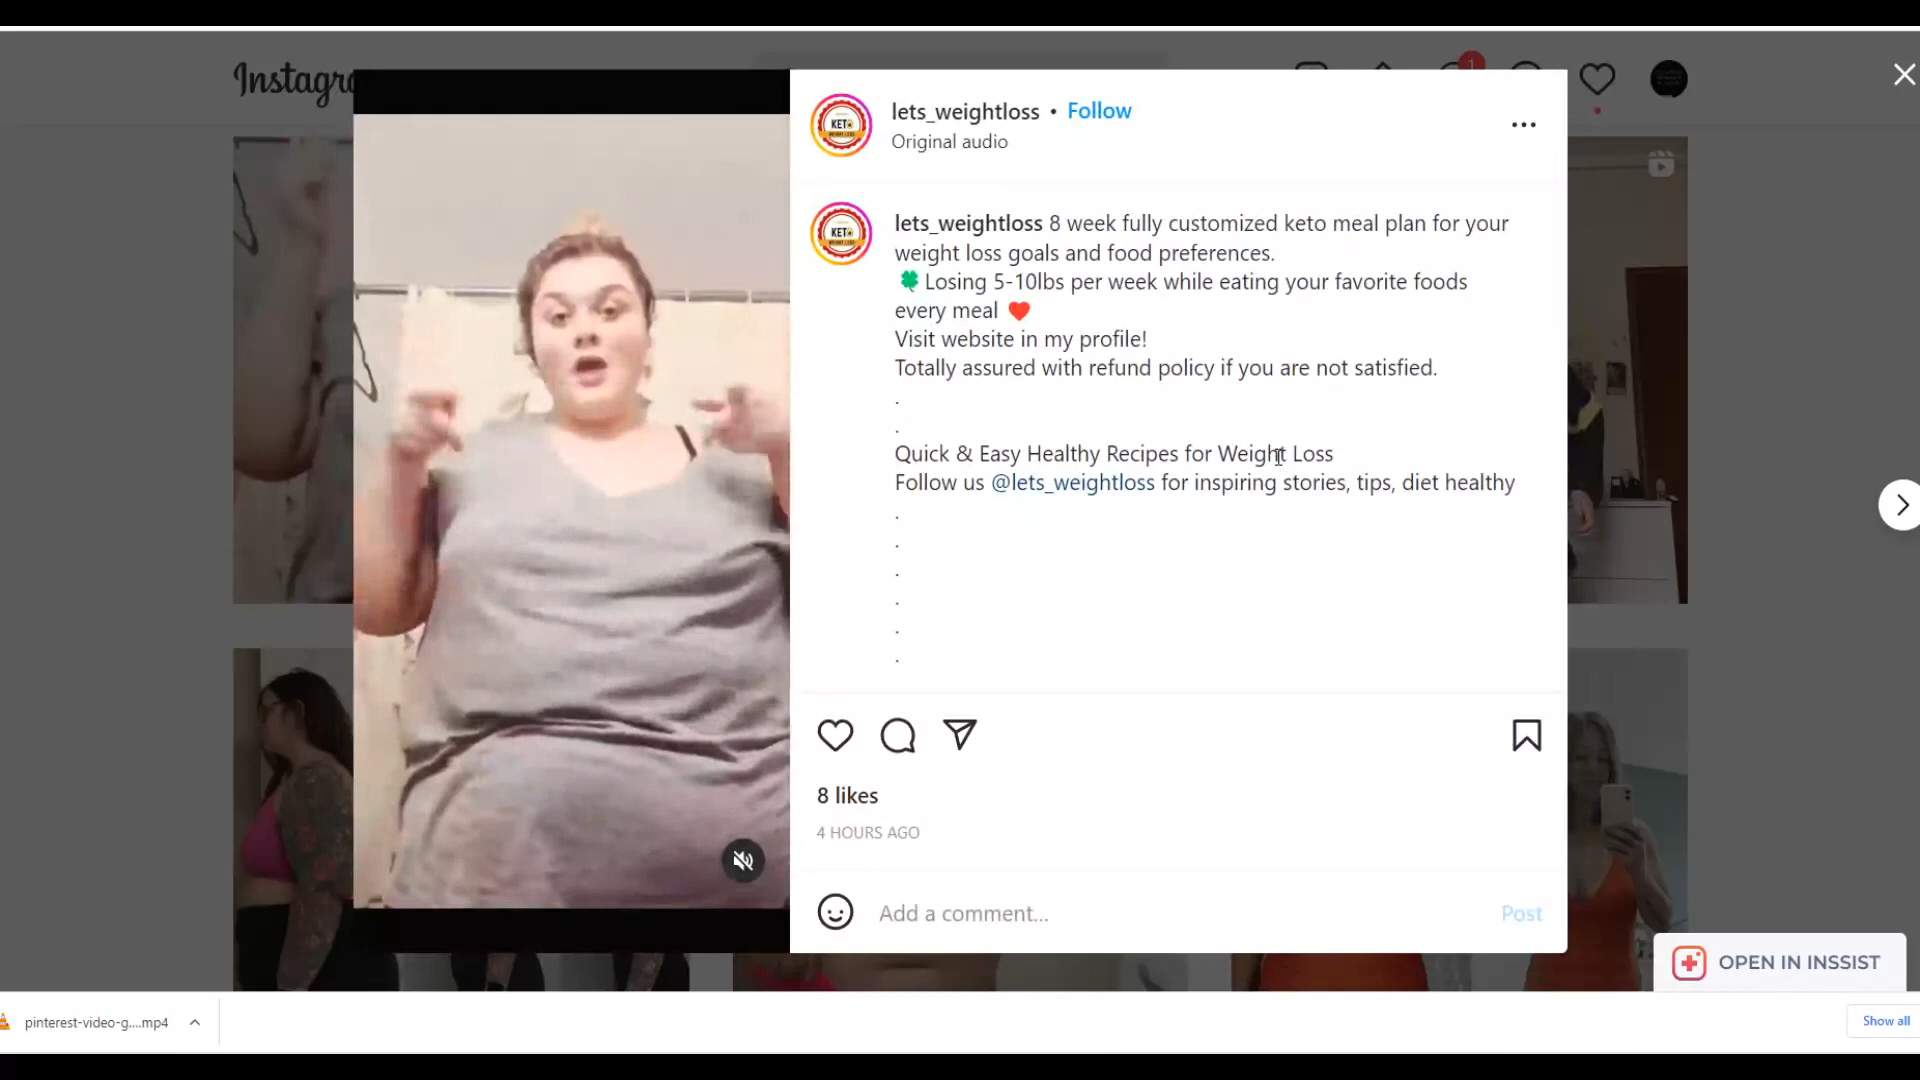 Instagra
1
lets_weightloss • Follow
Original audio
KETO
lets_weightloss 8 week fully customized keto meal plan for your
weight loss goals and food preferences.
🍀Losing 5-10lbs per week while eating your favorite foods
every meal ❤️
Visit website in my profile!
Totally assured with refund policy if you are not satisfied.
.
.
Quick & Easy Healthy Recipes for Weight Loss
Follow us @lets_weightloss for inspiring stories, tips, diet healthy
.
.
.
.
.
.
KETO
8 likes
4 HOURS AGO
Add a comment...
Post
OPEN IN INSSIST
pinterest-video-g....mp4
Show all